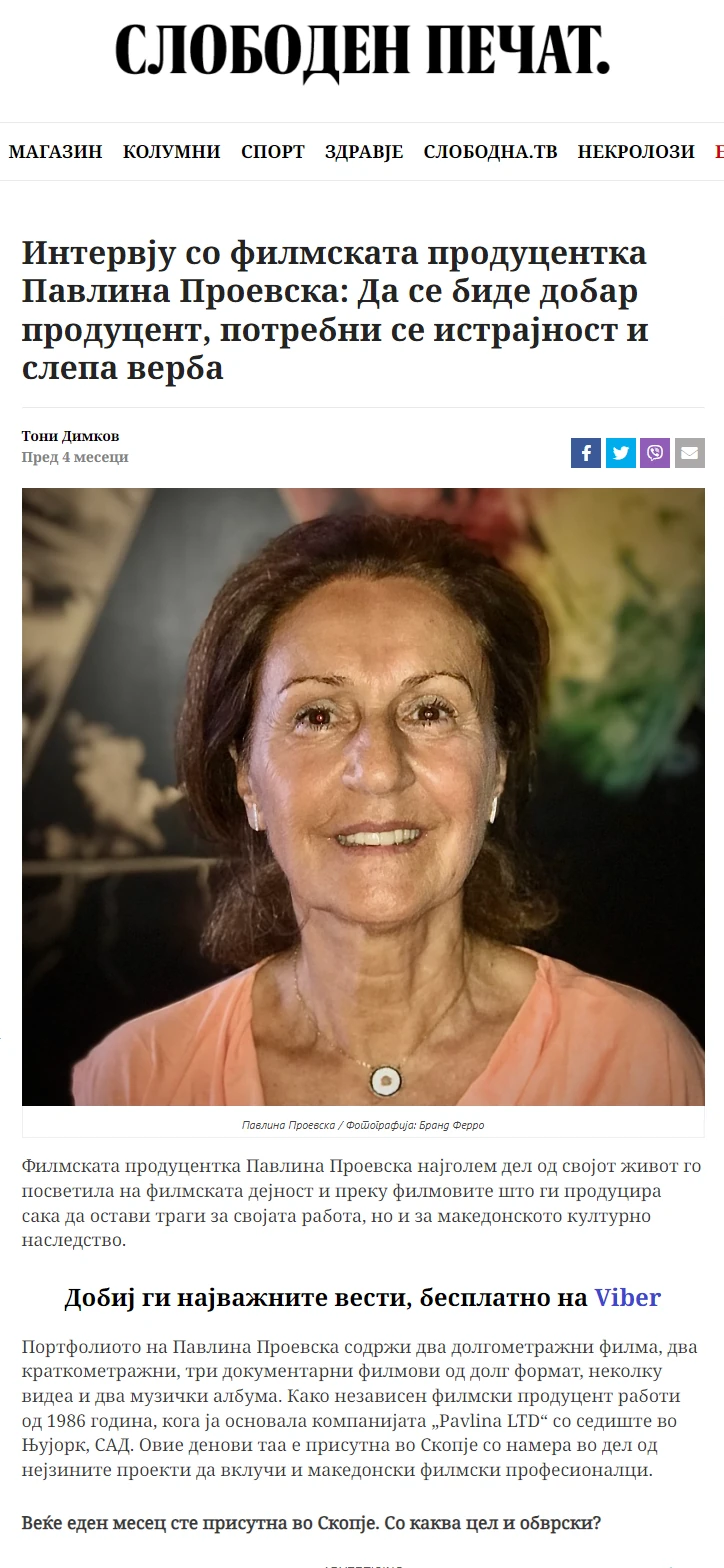 СЛОБОДЕН ПЕЧАТ.
МАГАЗИН КОЛУМНИ СПОРТ ЗДРАВЈЕ СЛОБОДНА.ТВ НЕКРОЛОЗИ
Интервју со филмската продуцентка
Павлина Проевска: Да се биде добар
продуцент, потребни се истрајност и
слепа верба
Тони Димков
Пред 4 месеци
Павлина Проевска / Фотографија: Бранд Ферро
Филмската продуцентка Павлина Проевска најголем дел од својот живот го
посветила на филмската дејност и преку филмовите што ги продуцира
сака да остави траги за својата работа, но и за македонското културно
наследство.
Добиј ги најважните вести, бесплатно на Viber
Портфолиото на Павлина Проевска содржи два долгометражни филма, два
краткометражни, три документарни филмови од долг формат, неколку
видеа и два музички албума. Како независен филмски продуцент работи
од 1986 година, кога ја основала компанијата „Pavlina LTD“ со седиште во
Њујорк, САД. Овие денови таа е присутна во Скопје со намера во дел од
нејзините проекти да вклучи и македонски филмски професионалци.
Веќе еден месец сте присутна во Скопје. Со каква цел и обврски?